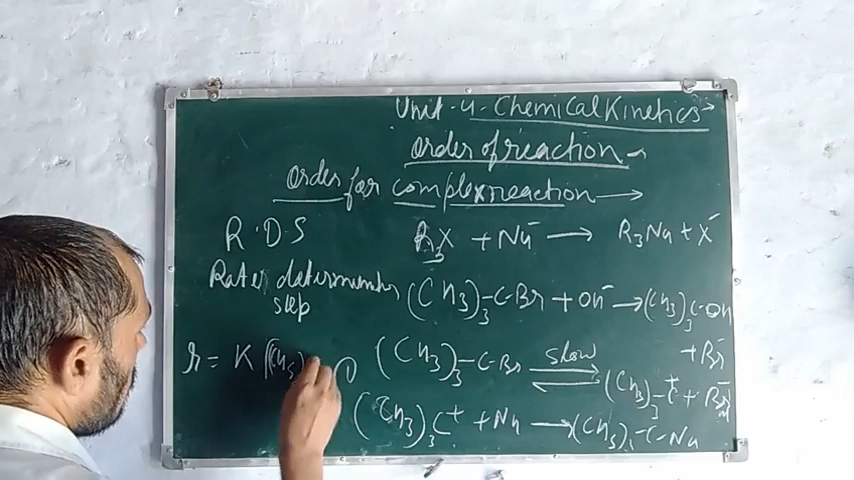 Unit-4-Chemical Kinetics→
Order of reaction
Order for complex reaction →
R.D.S
R₃X + Nu⁻ → R₃Nu + X⁻
Rate determining step
(CH₃)₃-C-Br + OH⁻ → (CH₃)₃C-OH + Br⁻
r = K [(CH₃)
① (CH₃)₃-C-Br ⇌ slow (CH₃)₃-C⁺ + Br⁻
(CH₃)₃C⁺ + Nu → (CH₃)₃-C-Nu